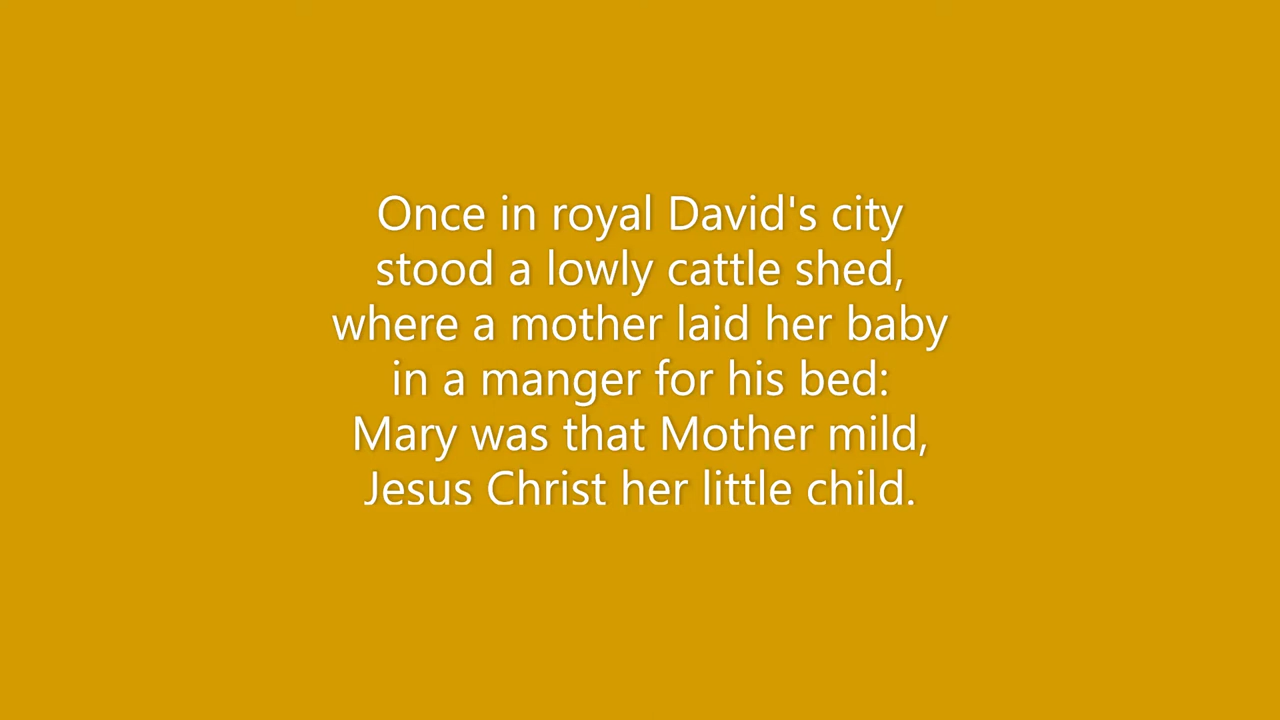 Once in royal David's city
stood a lowly cattle shed,
where a mother laid her baby
in a manger for his bed:
Mary was that Mother mild,
Jesus Christ her little child.